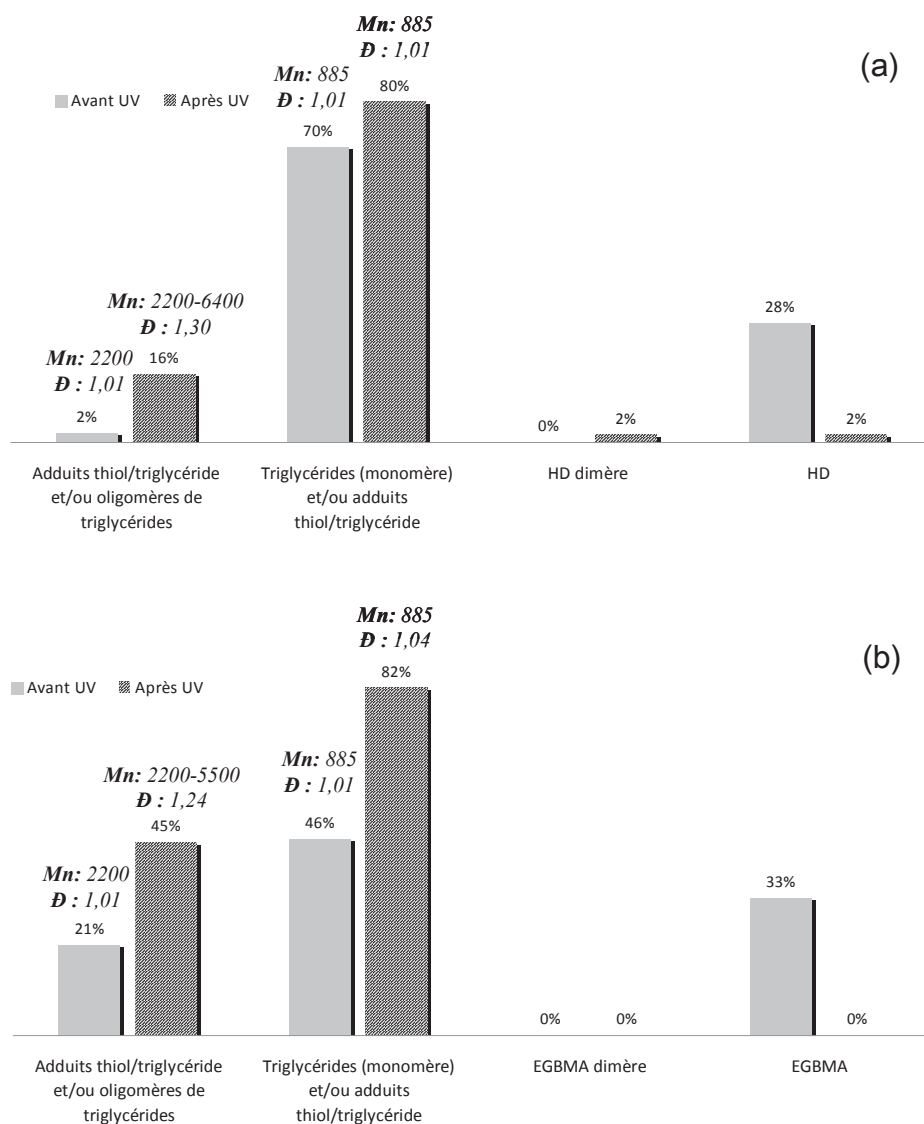 Mn: 885
Đ : 1,01
(a)
Mn: 885
Đ : 1,01
Avant UV Après UV
80%
70%
Mn: 2200-6400
Đ : 1,30
28%
Mn: 2200
Đ : 1,01
16%
2%
0%
2%
2%
Adduits thiol/triglycéride
et/ou oligomères de
triglycérides
Triglycérides (monomère)
et/ou adduits
thiol/triglycéride
HD dimère
HD
Mn: 885
Đ : 1,04
(b)
82%
Avant UV Après UV
Mn: 885
Đ : 1,01
Mn: 2200-5500
Đ : 1,24
45%
46%
Mn: 2200
Đ : 1,01
21%
33%
0%
0%
0%
Adduits thiol/triglycéride
et/ou oligomères de
triglycérides
Triglycérides (monomère)
et/ou adduits
thiol/triglycéride
EGBMA dimère
EGBMA